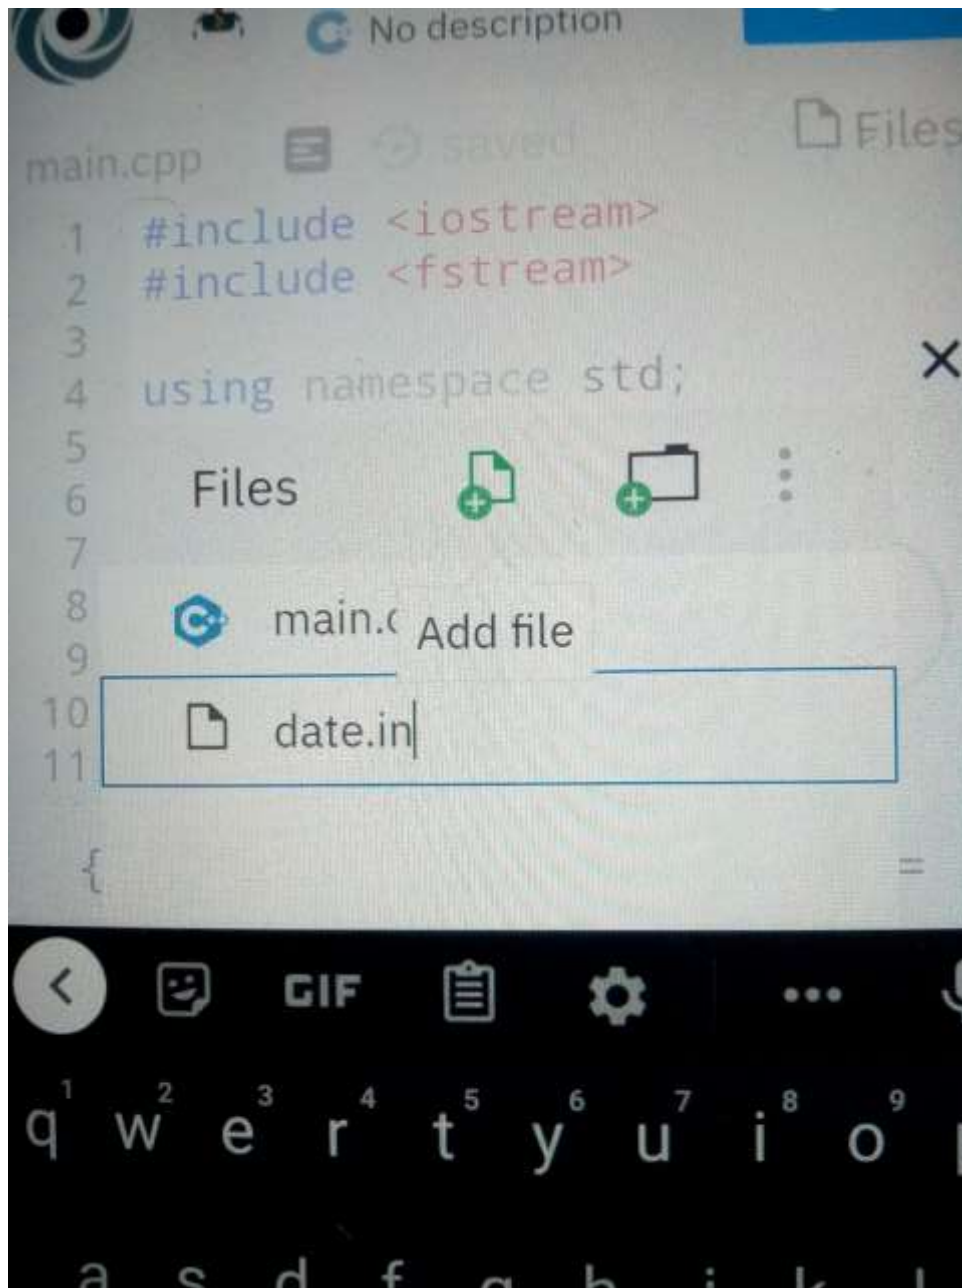 No description
main.cpp
saved
Files
1 #include <iostream>
2 #include <fstream>
3
4 using namespace std;
5
6 Files
7
8 main.c
Add file
9
10 date.in
11
{ =
GIF
1 2 3 4 5 6 7 8 9
q w e r t y u i o
a s d f g h j k l